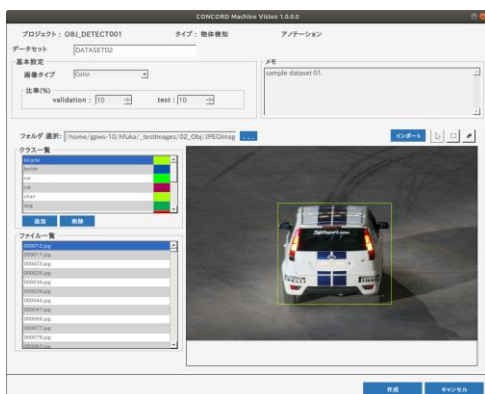 CONCORD Machine Vision 1.0.0.0
プロジェクト: OBJ_DETECT001 タイプ: 物体検知 アノテーション
データセット DATASET02
基本設定
画像タイプ Color
比率(%)
validation : 10 test : 10
メモ
sample dataset 01.
フォルダ 選択: /home/gpws-10/hfuka/_testImages/02_Obj/JPEGImag ... インポート
クラス一覧
bicycle
bottle
car
cat
chair
dog
追加 削除
ファイル一覧
000012.jpg
000017.jpg
000023.jpg
000026.jpg
000032.jpg
000035.jpg
000044.jpg
000047.jpg
000066.jpg
000077.jpg
000078.jpg
000083.jpg
作成 キャンセル